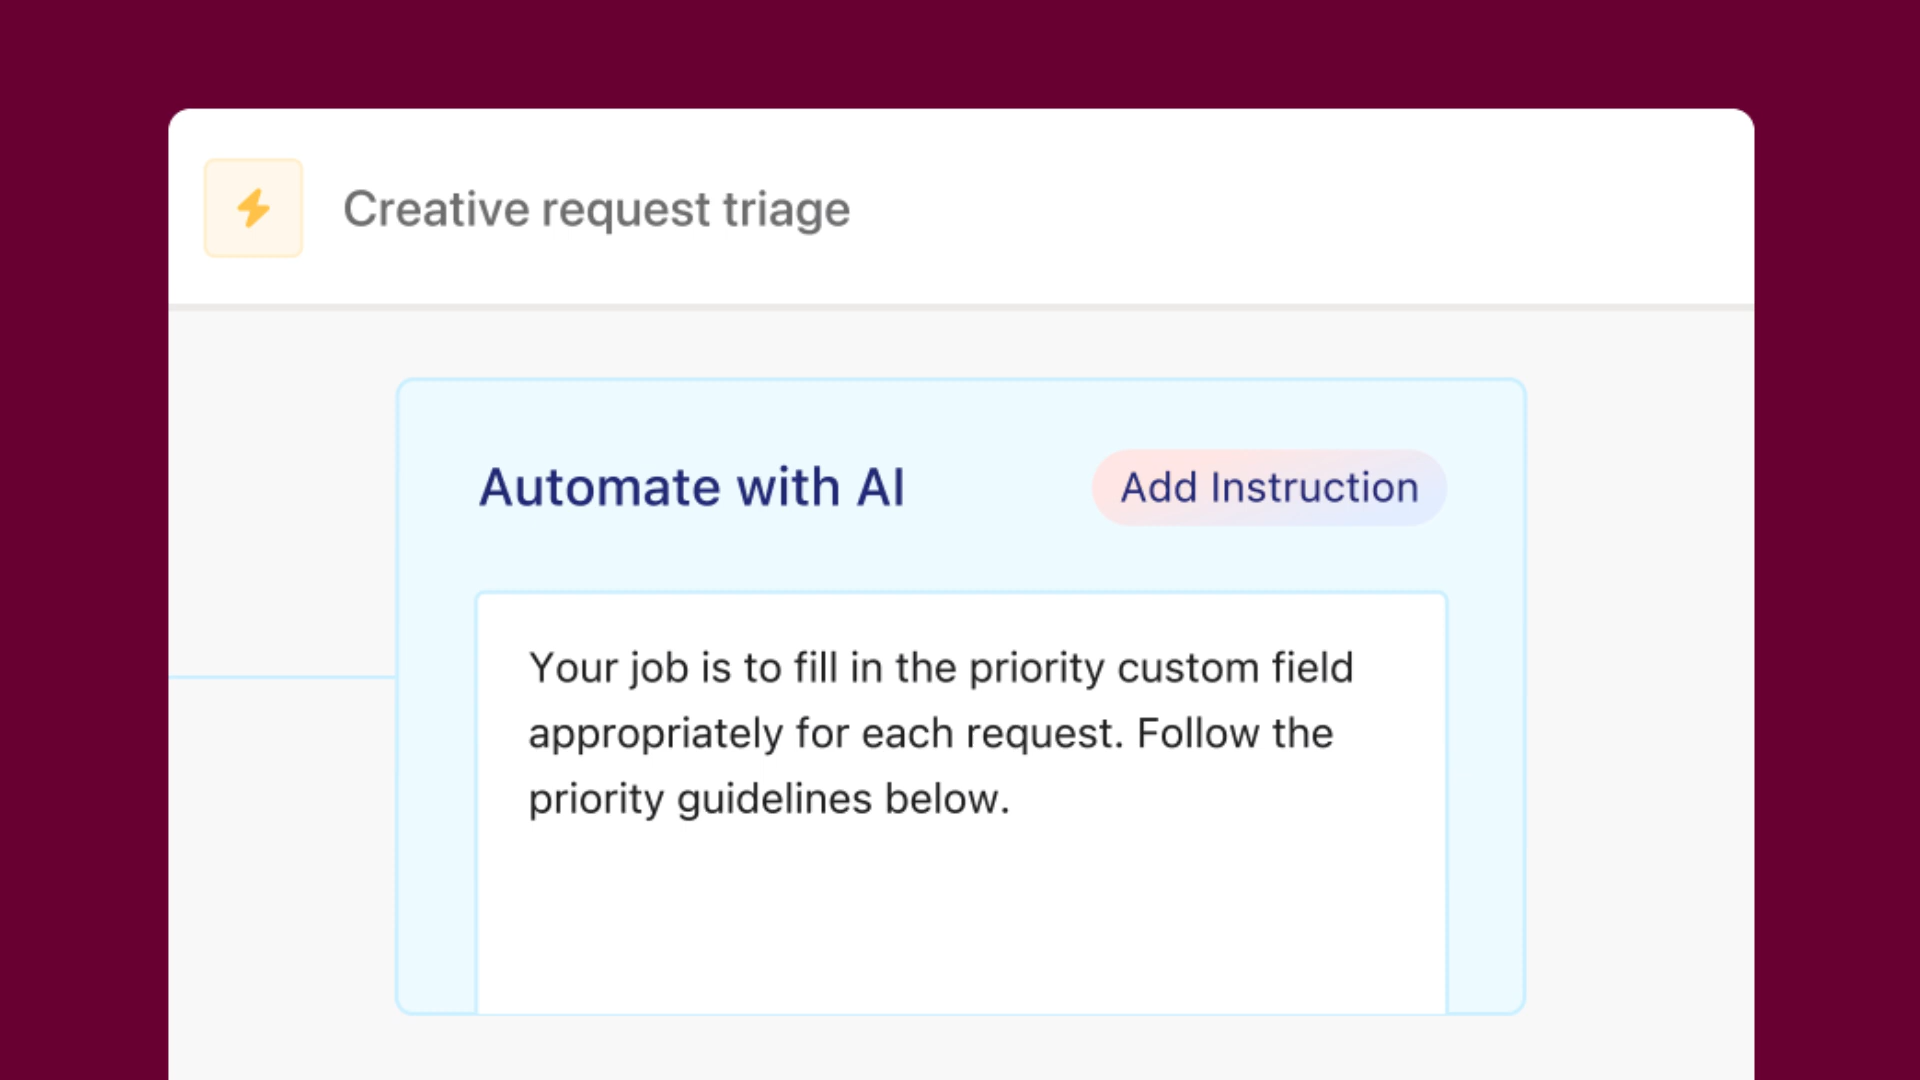 Creative request triage
Automate with AI
Add Instruction
Your job is to fill in the priority custom field
appropriately for each request. Follow the
priority guidelines below.